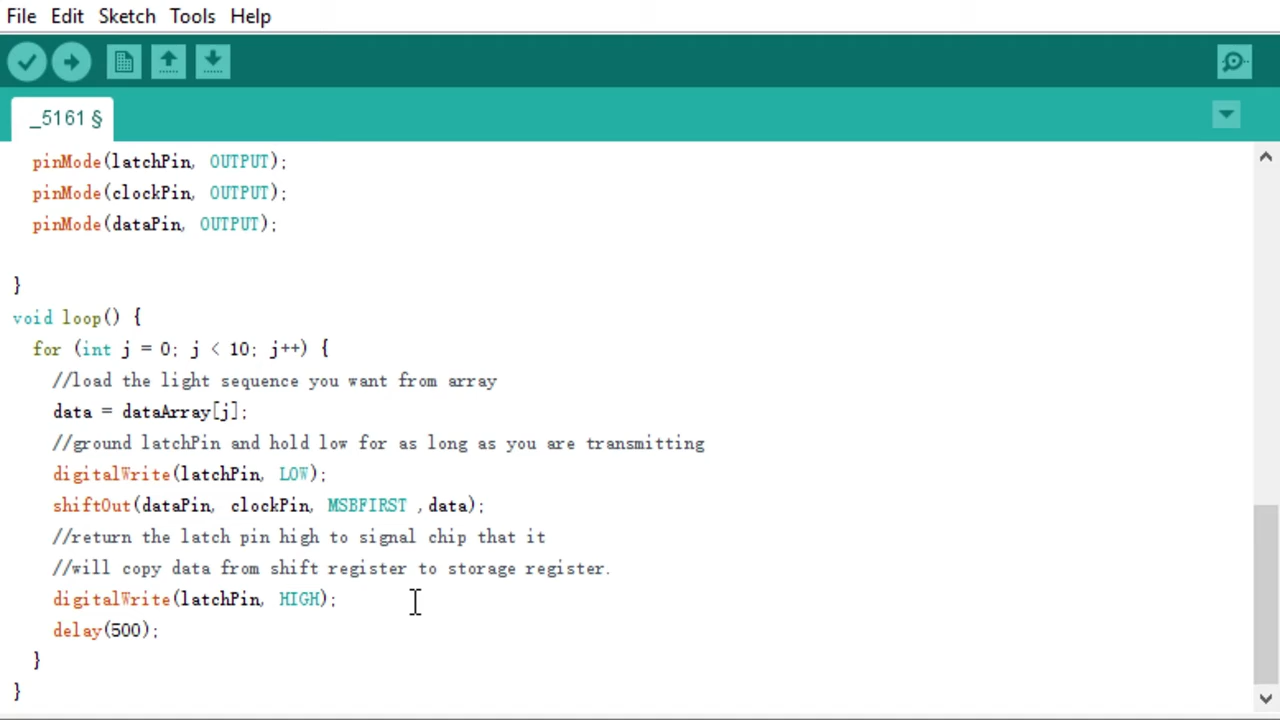 File Edit Sketch Tools Help
_5161 §
pinMode(latchPin, OUTPUT);
pinMode(clockPin, OUTPUT);
pinMode(dataPin, OUTPUT);
}
void loop() {
for (int j = 0; j < 10; j++) {
//load the light sequence you want from array
data = dataArray[j];
//ground latchPin and hold low for as long as you are transmitting
digitalWrite(latchPin, LOW);
shiftOut(dataPin, clockPin, MSBFIRST ,data);
//return the latch pin high to signal chip that it
//will copy data from shift register to storage register.
digitalWrite(latchPin, HIGH);
delay(500);
}
}